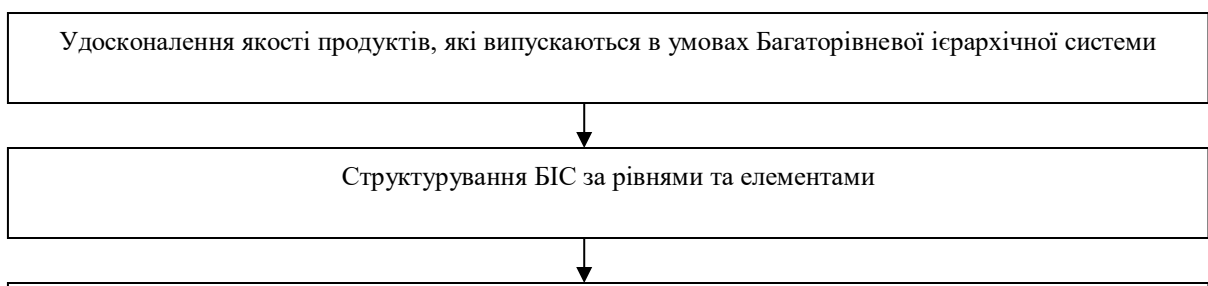 Удосконалення якості продуктів, які випускаються в умовах Багаторівневої ієрархічної системи
Структурування БІС за рівнями та елементами